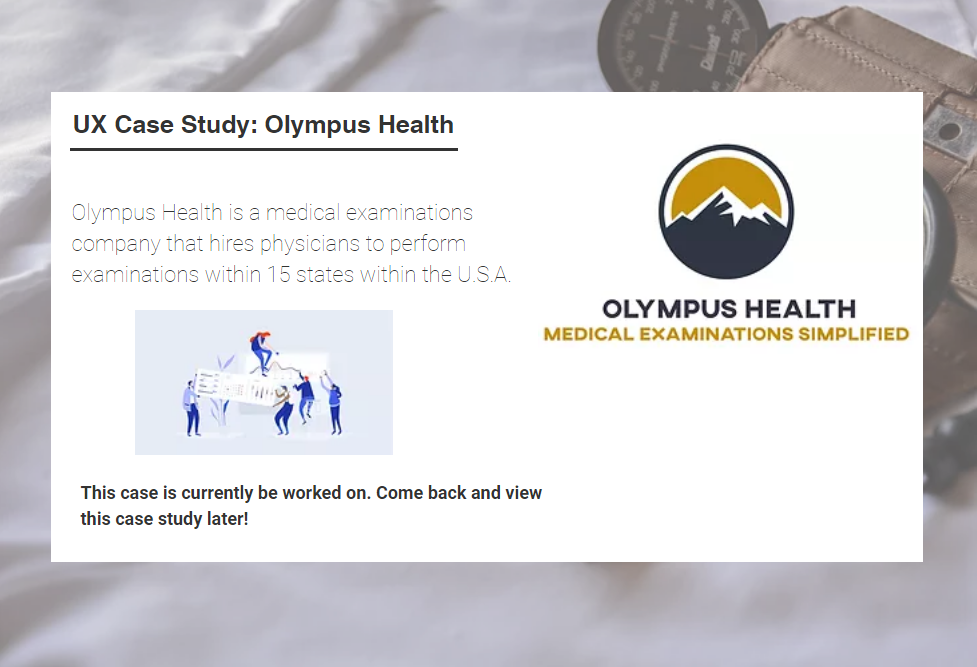 UX Case Study: Olympus Health
Olympus Health is a medical examinations
company that hires physicians to perform
examinations within 15 states within the U.S.A.
OLYMPUS HEALTH
MEDICAL EXAMINATIONS SIMPLIFIED
This case is currently be worked on. Come back and view
this case study later!